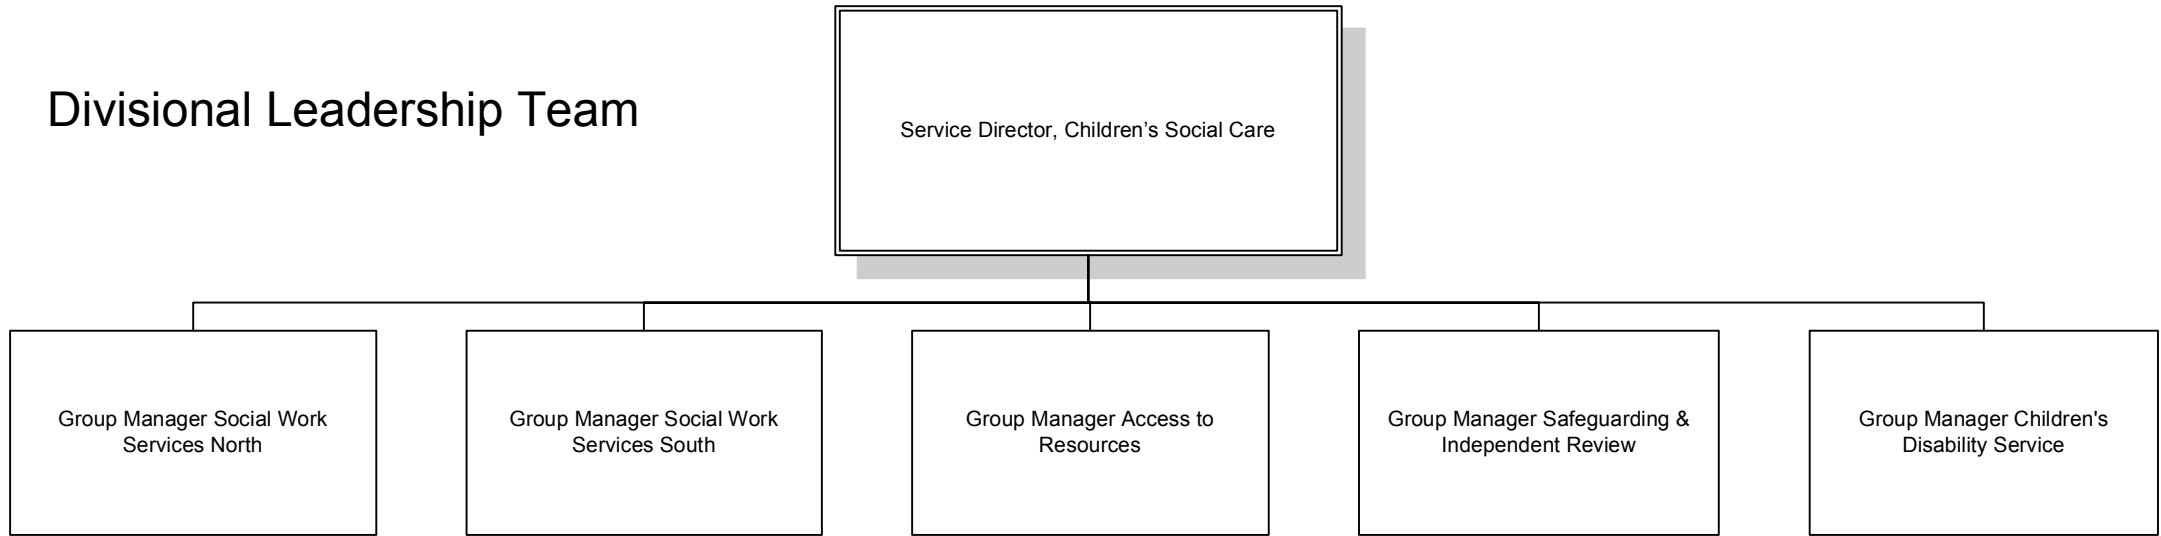 Divisional Leadership Team
Service Director, Children’s Social Care
Group Manager Social Work
Services North
Group Manager Social Work
Services South
Group Manager Access to
Resources
Group Manager Safeguarding &
Independent Review
Group Manager Children's
Disability Service